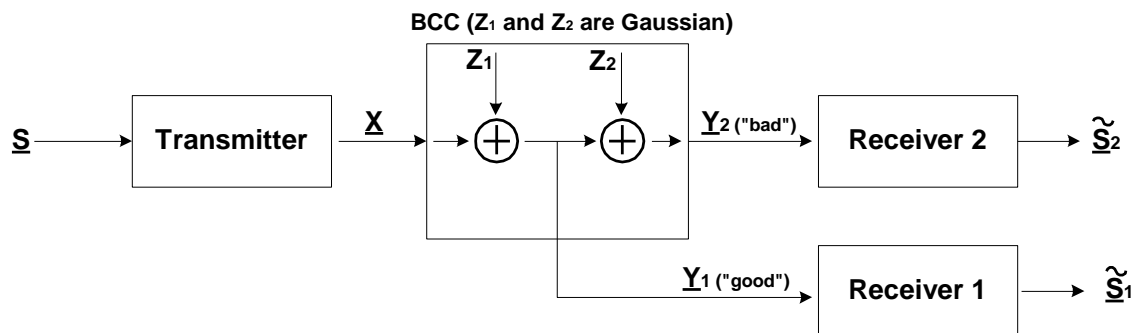 BCC (Z1 and Z2 are Gaussian)
Z1
Z2
S
Transmitter
X
Y2 ("bad")
Receiver 2
S̃2
Y1 ("good")
Receiver 1
S̃1